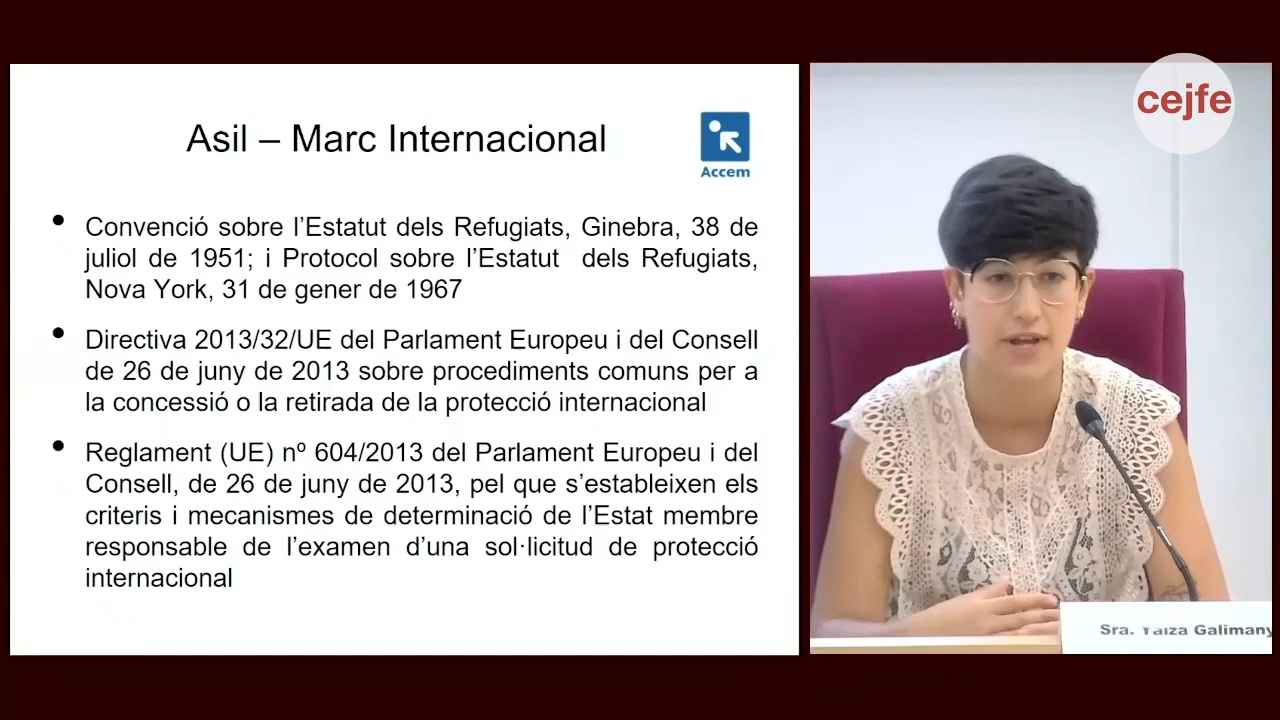 Asil – Marc Internacional
Accem
• Convenció sobre l’Estatut dels Refugiats, Ginebra, 38 de
juliol de 1951; i Protocol sobre l’Estatut dels Refugiats,
Nova York, 31 de gener de 1967
• Directiva 2013/32/UE del Parlament Europeu i del Consell
de 26 de juny de 2013 sobre procediments comuns per a
la concessió o la retirada de la protecció internacional
• Reglament (UE) nº 604/2013 del Parlament Europeu i del
Consell, de 26 de juny de 2013, pel que s’estableixen els
criteris i mecanismes de determinació de l’Estat membre
responsable de l’examen d’una sol·licitud de protecció
internacional
cejfe
Sra. Yaiza Galimany